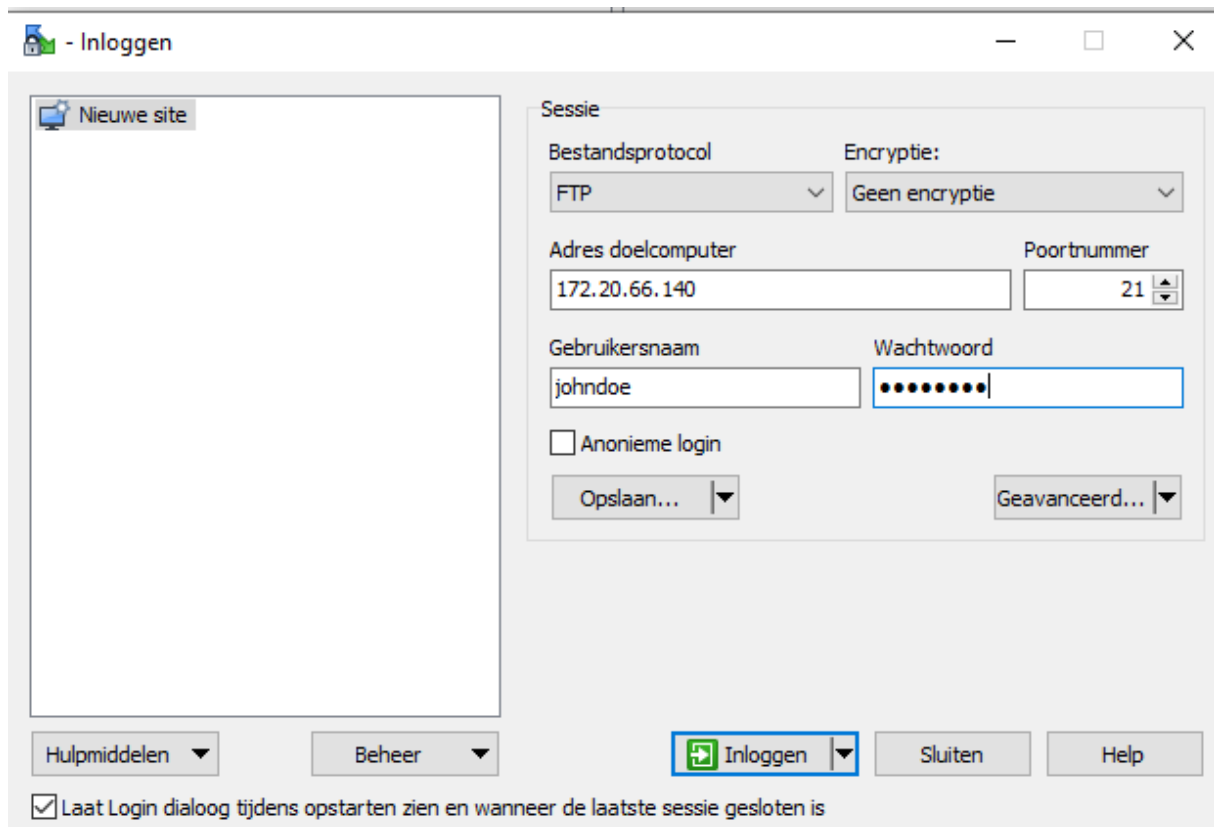 - Inloggen
Nieuwe site
Sessie
Bestandsprotocol Encryptie:
FTP Geen encryptie
Adres doelcomputer Poortnummer
172.20.66.140 21
Gebruikersnaam Wachtwoord
johndoe ●●●●●●●●
Anonieme login
Opslaan... Geavanceerd...
Hulpmiddelen Beheer Inloggen Sluiten Help
Laat Login dialoog tijdens opstarten zien en wanneer de laatste sessie gesloten is